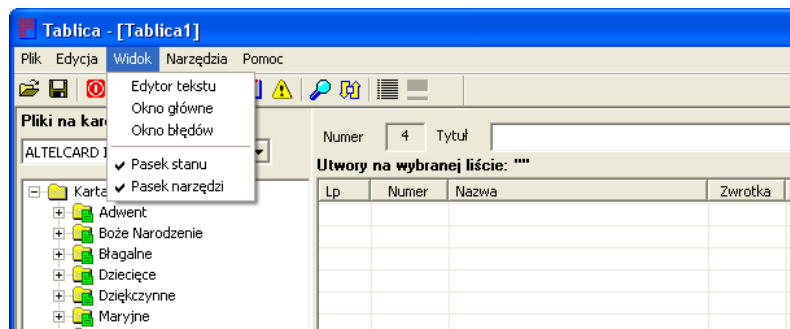 Tablica - [Tablica1]
Plik Edycja Widok Narzędzia Pomoc
Edytor tekstu
Okno główne
Okno błędów
Pasek stanu
Pasek narzędzi
Pliki na
ALTELCARD
Karta
Adwent
Boże Narodzenie
Błagalne
Dziecięce
Dziękczynne
Maryjne
Numer 4 Tytuł
Utwory na wybranej liście: ""
Lp Numer Nazwa Zwrotka